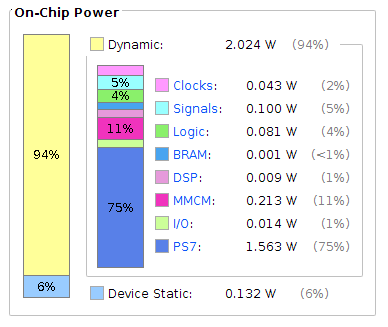 On-Chip Power
Dynamic: 2.024 W (94%)
94%
6%
5%
4%
11%
75%
Clocks: 0.043 W (2%)
Signals: 0.100 W (5%)
Logic: 0.081 W (4%)
BRAM: 0.001 W (<1%)
DSP: 0.009 W (1%)
MMCM: 0.213 W (11%)
I/O: 0.014 W (1%)
PS7: 1.563 W (75%)
Device Static: 0.132 W (6%)